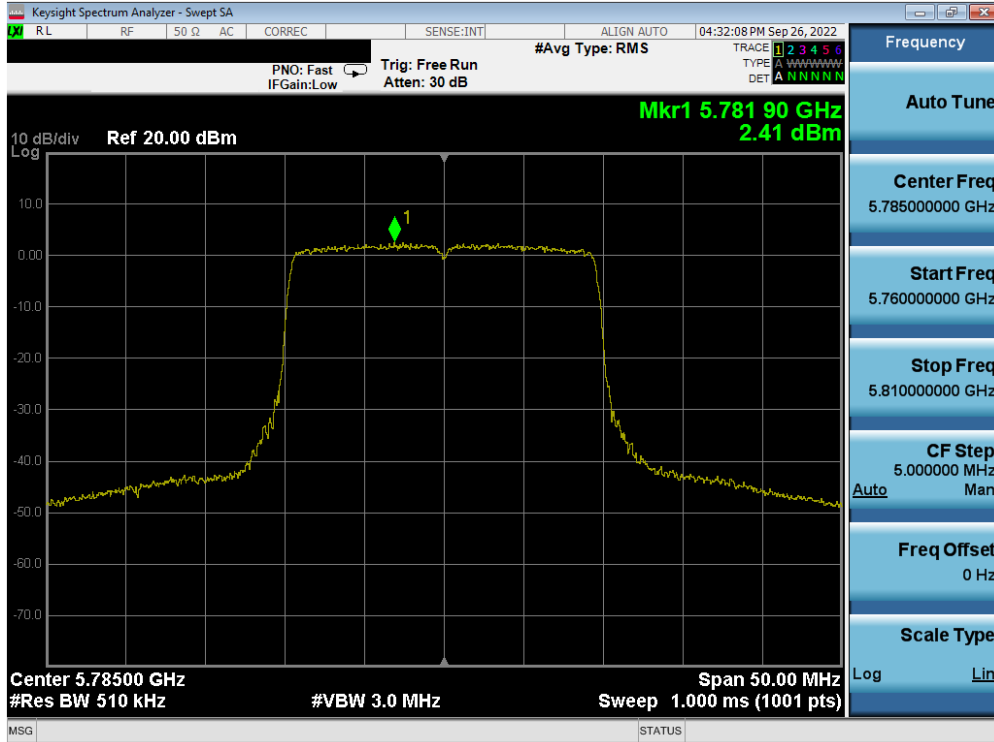 Keysight Spectrum Analyzer - Swept SA
LXI RL RF 50 Ω AC CORREC SENSE:INT ALIGN AUTO 04:32:08 PM Sep 26, 2022
#Avg Type: RMS
TRACE 1 2 3 4 5 6
PNO: Fast Trig: Free Run TYPE A WWWWW
IFGain:Low Atten: 30 dB DET A N N N N N
Mkr1 5.781 90 GHz
2.41 dBm
10 dB/div Ref 20.00 dBm
Log
1
10.0
0.00
-10.0
-20.0
-30.0
-40.0
-50.0
-60.0
-70.0
Center 5.78500 GHz Span 50.00 MHz
#Res BW 510 kHz #VBW 3.0 MHz Sweep 1.000 ms (1001 pts)
MSG STATUS
Frequency
Auto Tune
Center Freq
5.785000000 GHz
Start Freq
5.760000000 GHz
Stop Freq
5.810000000 GHz
CF Step
5.000000 MHz
Auto Man
Freq Offset
0 Hz
Scale Type
Log Lin